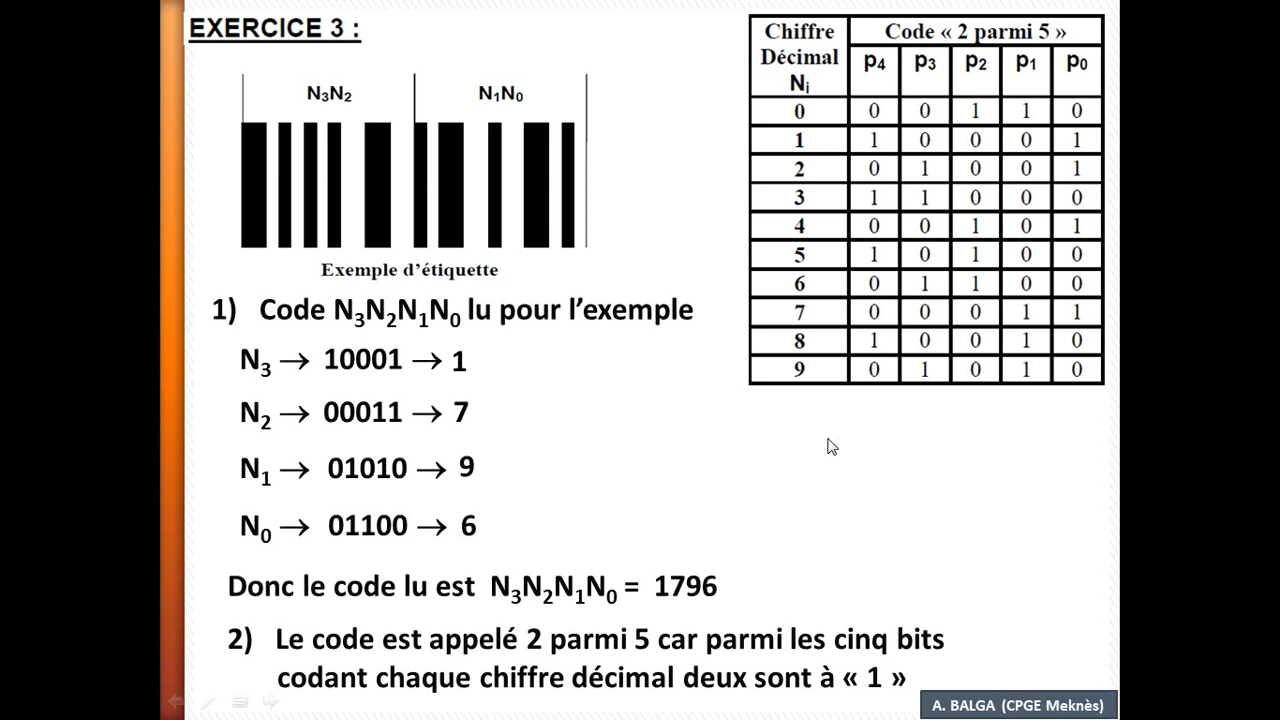 EXERCICE 3 :
N₃N₂ N₁N₀
Exemple d’étiquette
Chiffre Décimal Nᵢ Code « 2 parmi 5 »
p₄ p₃ p₂ p₁ p₀
0 0 0 1 1 0
1 1 0 0 0 1
2 0 1 0 0 1
3 1 1 0 0 0
4 0 0 1 0 1
5 1 0 1 0 0
6 0 1 1 0 0
7 0 0 0 1 1
8 1 0 0 1 0
9 0 1 0 1 0
1) Code N₃N₂N₁N₀ lu pour l’exemple
N₃ → 10001 → 1
N₂ → 00011 → 7
N₁ → 01010 → 9
N₀ → 01100 → 6
Donc le code lu est N₃N₂N₁N₀ = 1796
2) Le code est appelé 2 parmi 5 car parmi les cinq bits
codant chaque chiffre décimal deux sont à « 1 »
A. BALGA (CPGE Meknès)